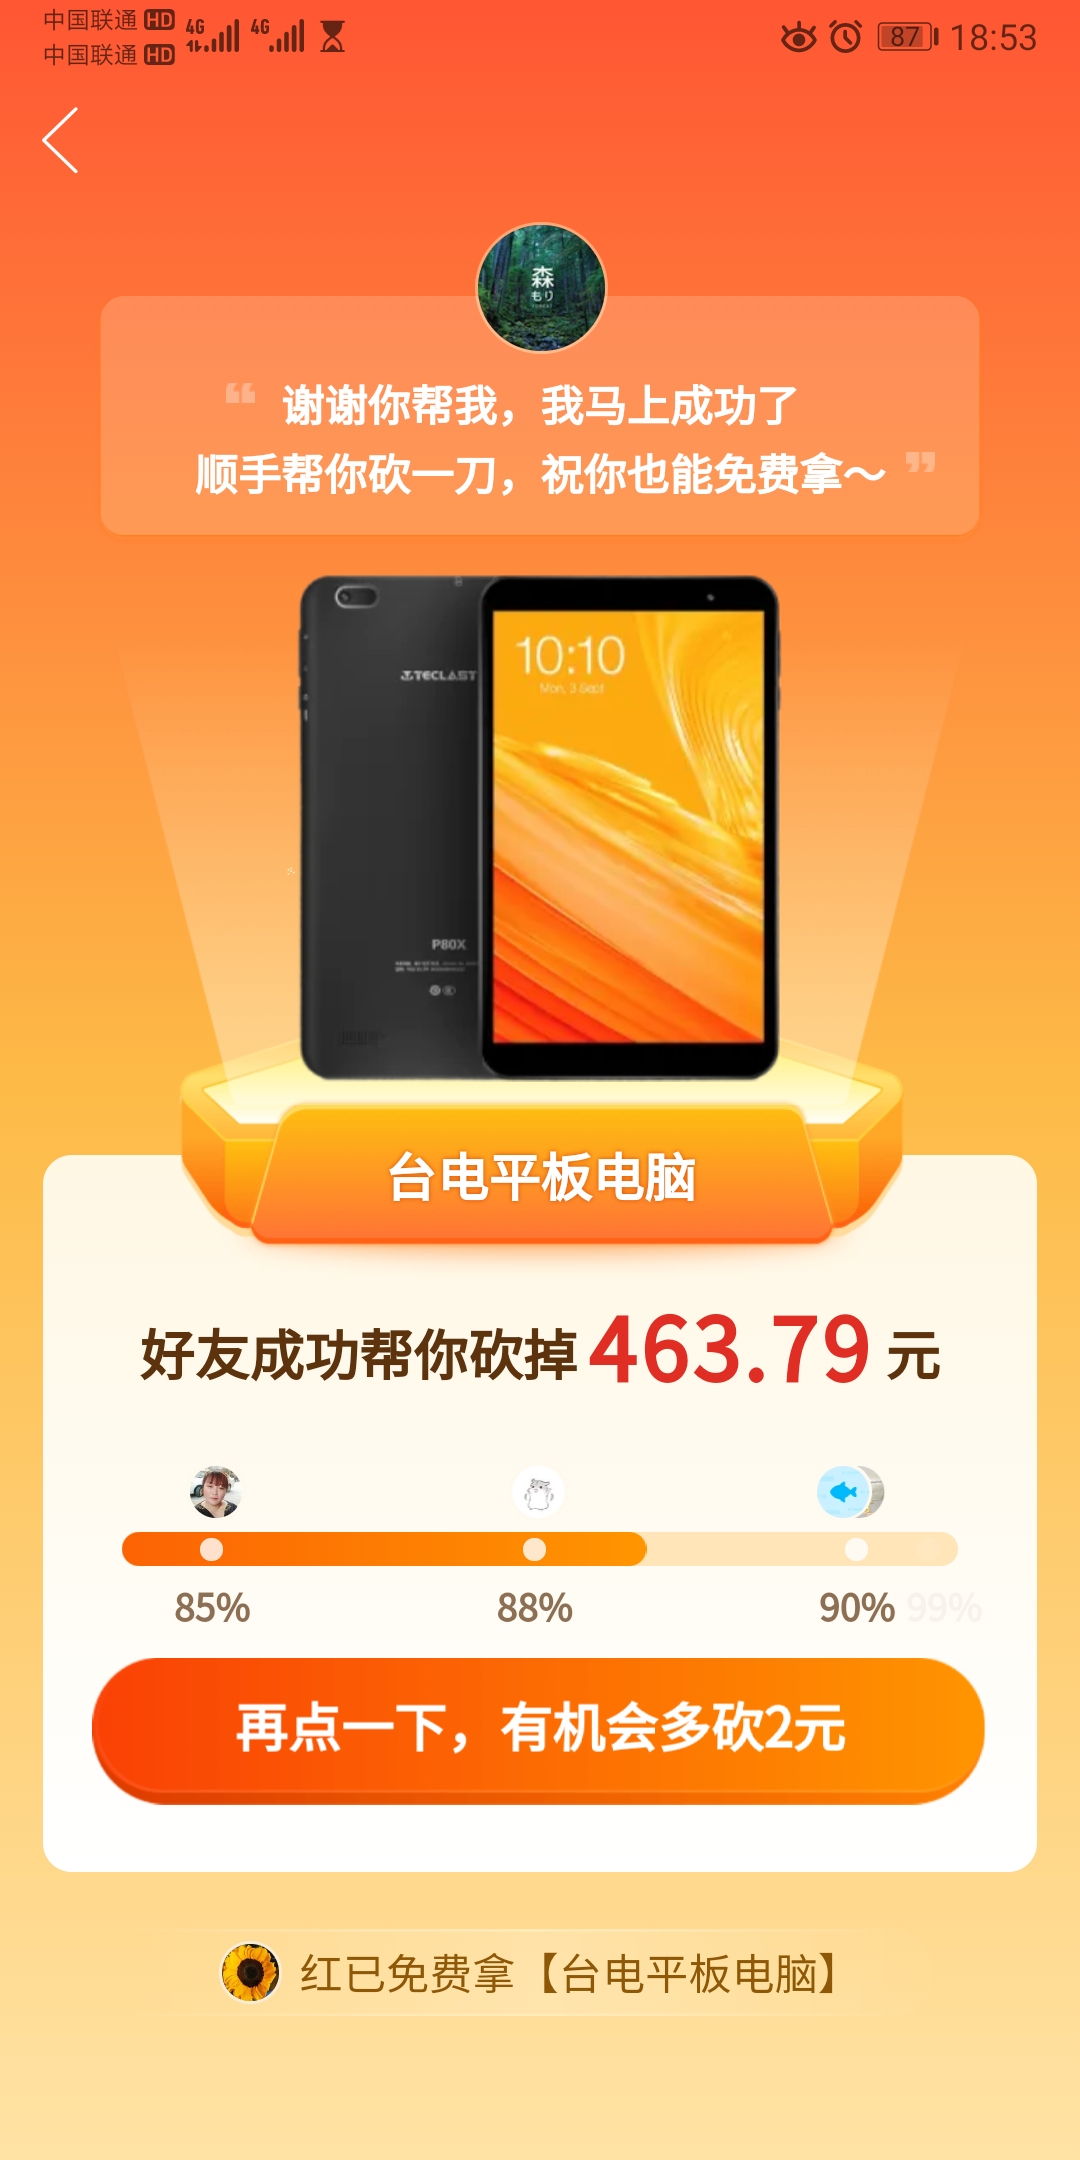 中国联通 HD 4G 4G 87 18:53
中国联通 HD
森
もり
谢谢你帮我，我马上成功了
顺手帮你砍一刀，祝你也能免费拿～
TECLAST
10:10
Mon, 3 Sept
P80X
台电平板电脑
好友成功帮你砍掉 463.79 元
85% 88% 90% 99%
再点一下，有机会多砍2元
红已免费拿【台电平板电脑】